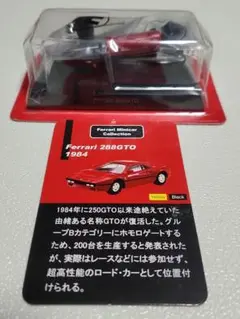 Ferrari Minicar
Collection
Ferrari 288GTO
1984
Yellow
Black
1984年に250GTO以来途絶えていた
由緒ある名称GTOが復活した。グル
ープBカテゴリーにホモロゲートする
ため、200台を生産すると発表された
が、実際はレースなどには参加せず、
超高性能のロード・カーとして位置付
けられる。